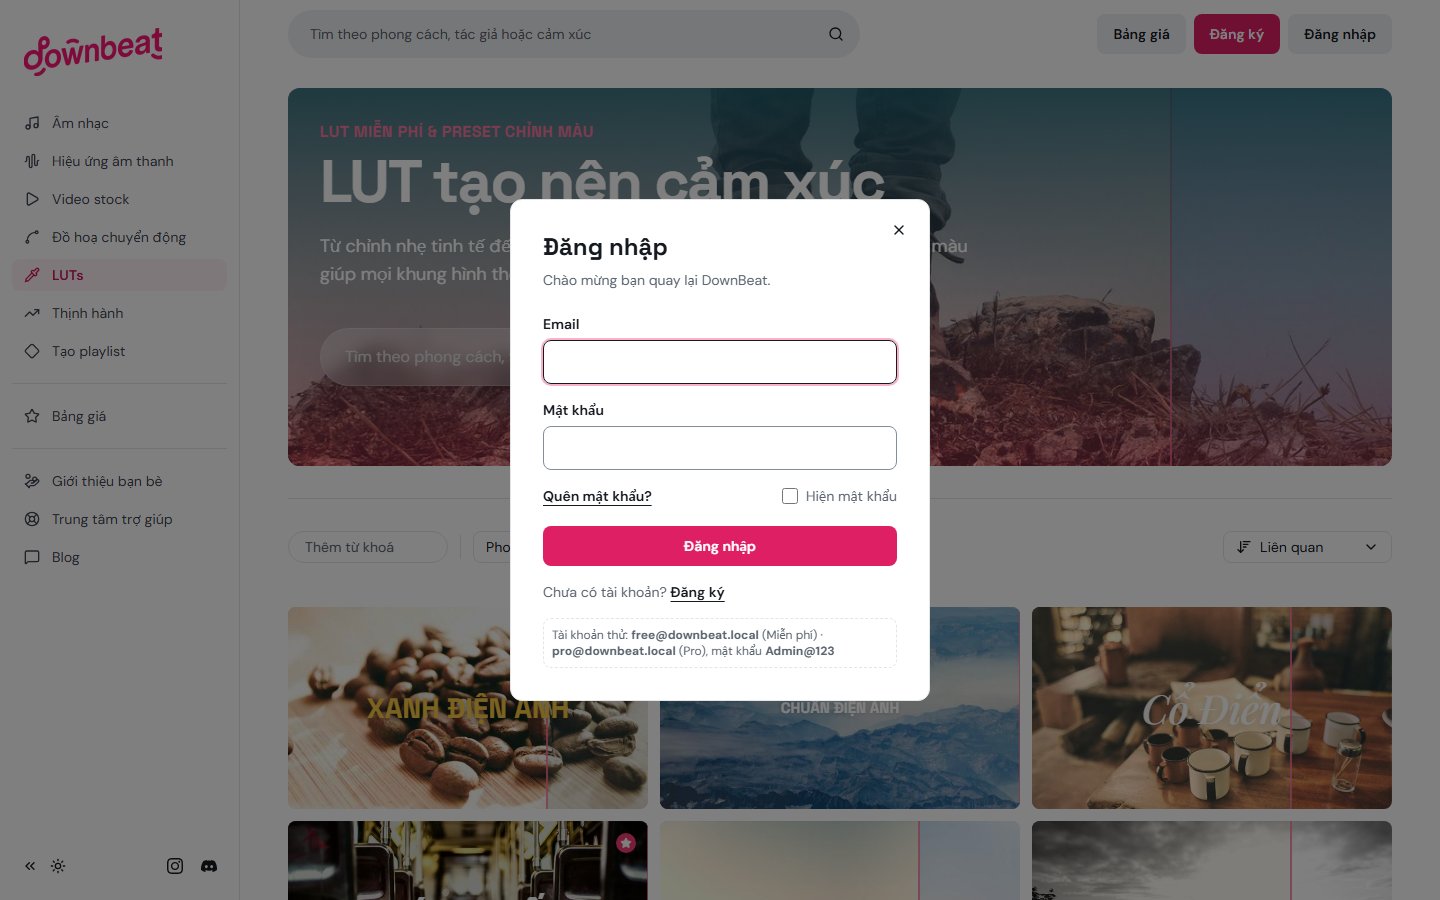 downbeat
Tìm theo phong cách, tác giả hoặc cảm xúc
Bảng giá
Đăng ký
Đăng nhập
Âm nhạc
Hiệu ứng âm thanh
Video stock
Đồ hoạ chuyển động
LUTs
Thịnh hành
Tạo playlist
Bảng giá
Giới thiệu bạn bè
Trung tâm trợ giúp
Blog
LUT MIỄN PHÍ & PRESET CHỈNH MÀU
LUT tạo nên cảm xúc
Từ chỉnh nhẹ tinh tế màu
giúp mọi khung hình
Tìm theo phong cách,
Đăng nhập
Chào mừng bạn quay lại DownBeat.
Email
Mật khẩu
Quên mật khẩu?
Hiện mật khẩu
Đăng nhập
Chưa có tài khoản? Đăng ký
Tài khoản thử: free@downbeat.local (Miễn phí) ·
pro@downbeat.local (Pro), mật khẩu Admin@123
Thêm từ khoá
Liên quan
XANH ĐIỆN ẢNH
CHUẨN ĐIỆN ẢNH
Cổ Điển